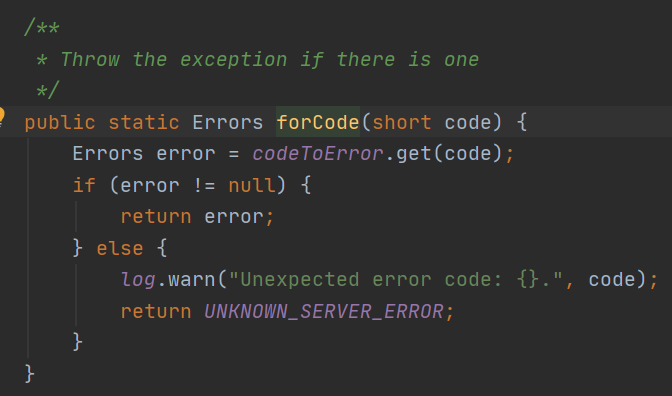 /**
 * Throw the exception if there is one
 */
public static Errors forCode(short code) {
    Errors error = codeToError.get(code);
    if (error != null) {
        return error;
    } else {
        log.warn("Unexpected error code: {}.", code);
        return UNKNOWN_SERVER_ERROR;
    }
}